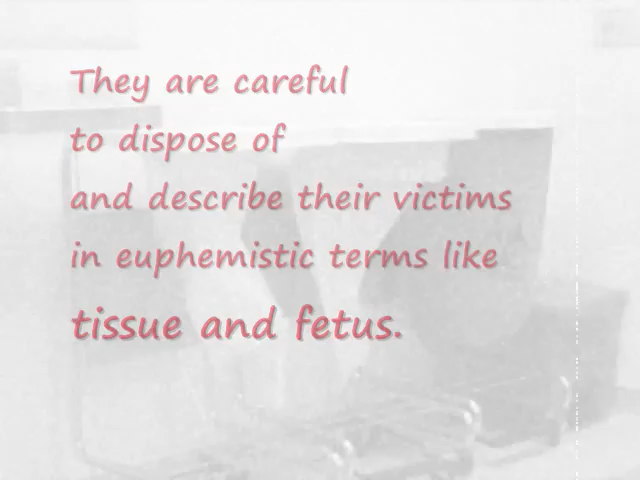 They are careful
to dispose of
and describe their victims
in euphemistic terms like
tissue and fetus.